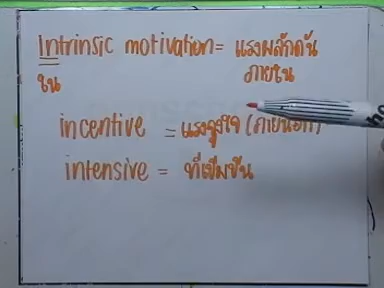 Intrinsic motivation = แรงผลักดัน
ภายใน
ใน
incentive = แรงจูงใจ (ภายนอก)
intensive = ที่เข้มข้น